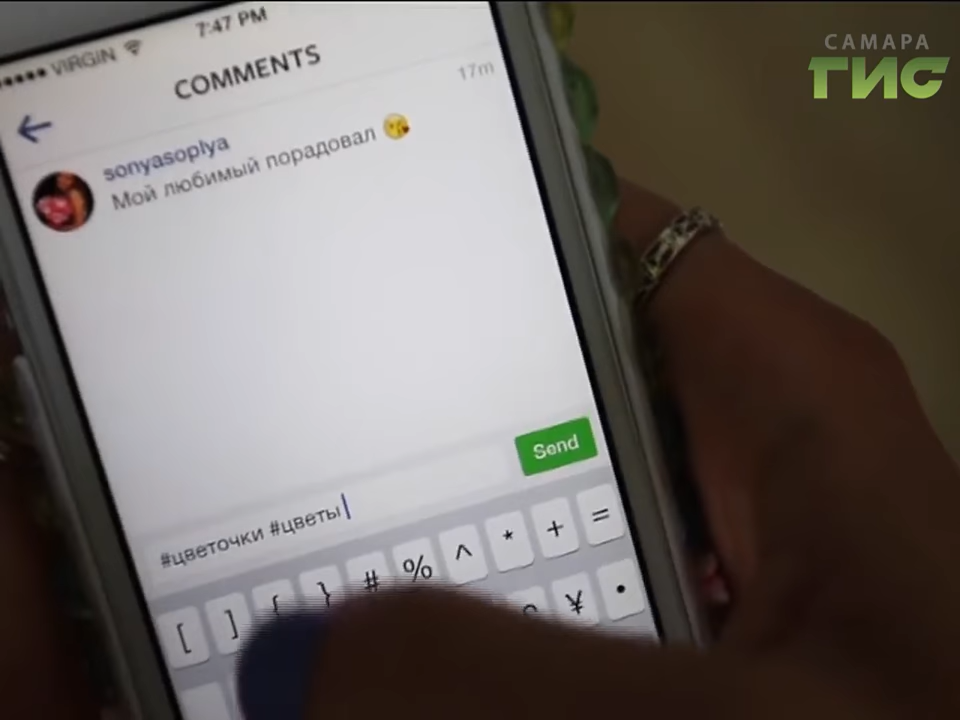 САМАРА
ГИС
VIRGIN 7:47 PM
COMMENTS
17m
sonyasoplya
Мой любимый порадовал 😘
Send
#цветочки #цветы
[ ] { } # % ^ * + =
¥ •